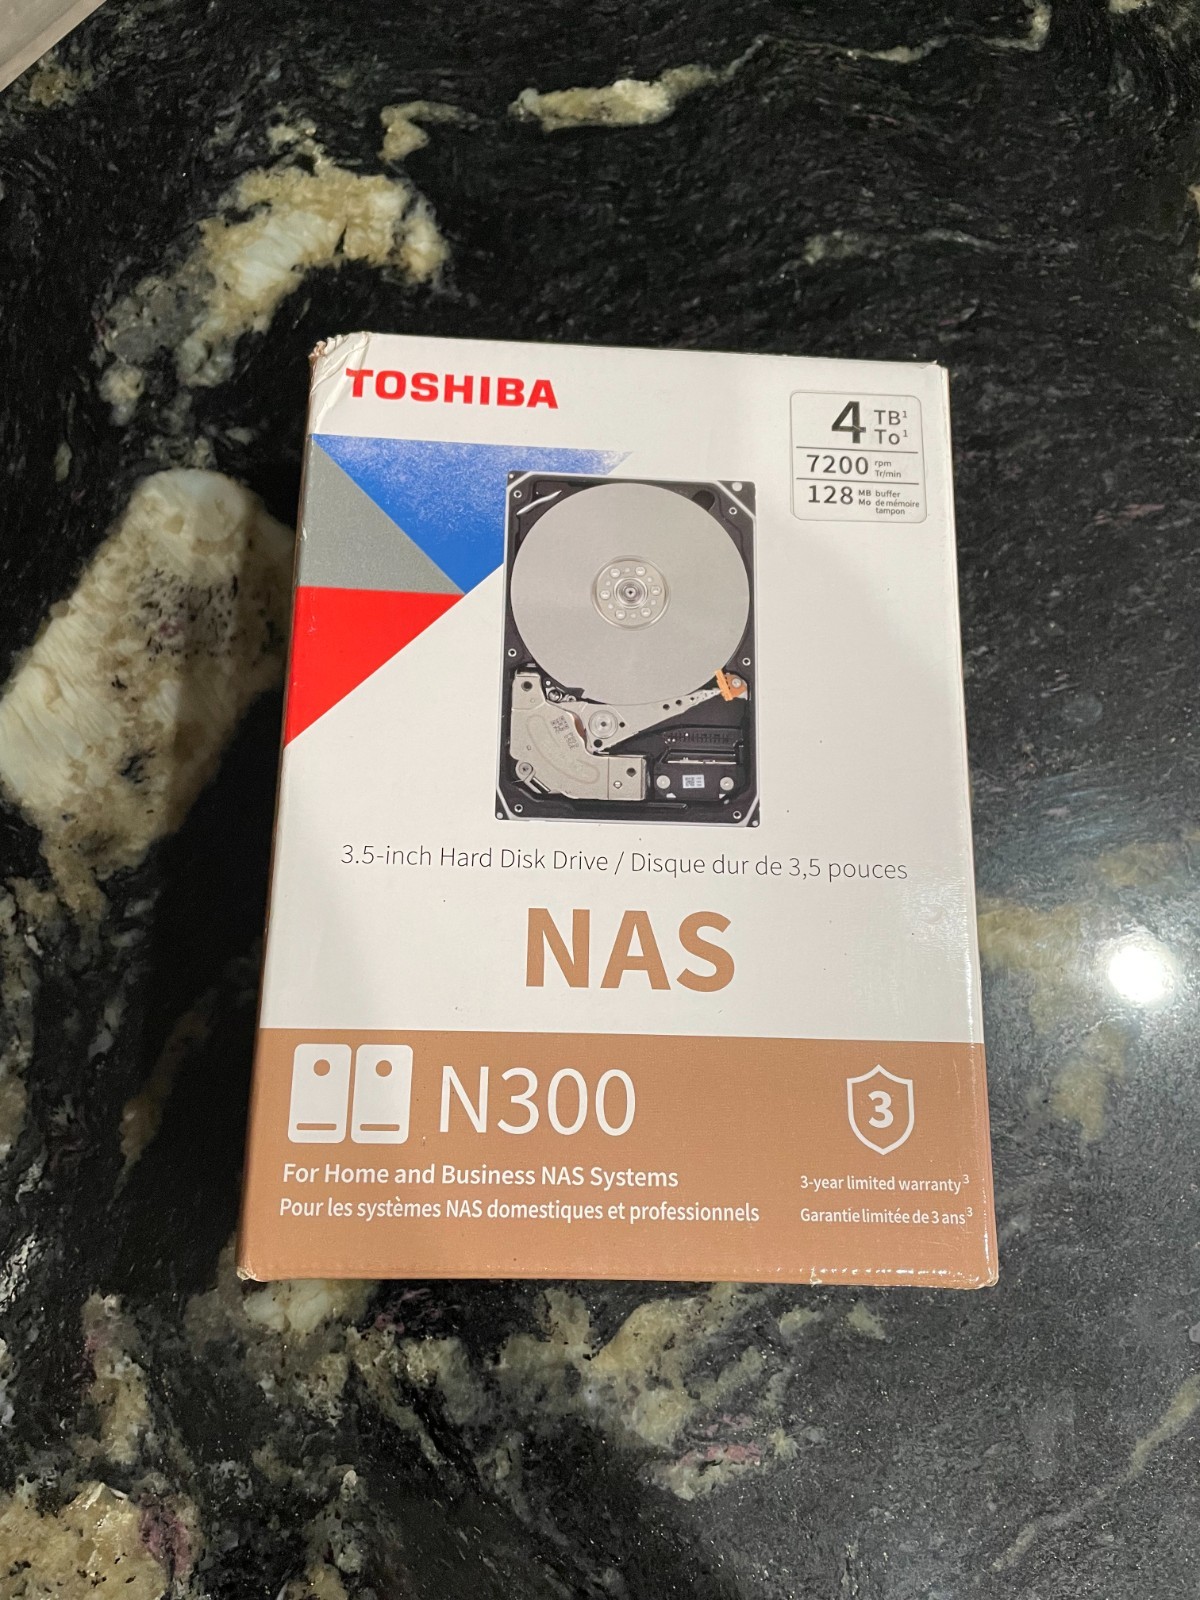 TOSHIBA
4 TB¹
To¹
7200 rpm
Tr/min
128 MB buffer
Mo de mémoire
tampon
3.5-inch Hard Disk Drive / Disque dur de 3,5 pouces
NAS
N300
3
For Home and Business NAS Systems
Pour les systèmes NAS domestiques et professionnels
3-year limited warranty³
Garantie limitée de 3 ans³